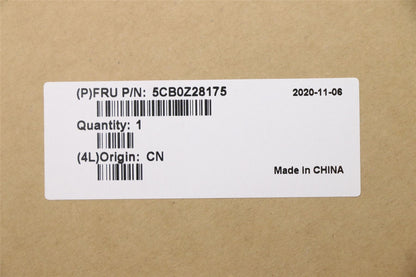 (P)FRU P/N: 5CB0Z28175
2020-11-06
Quantity: 1
(4L)Origin: CN
Made in CHINA